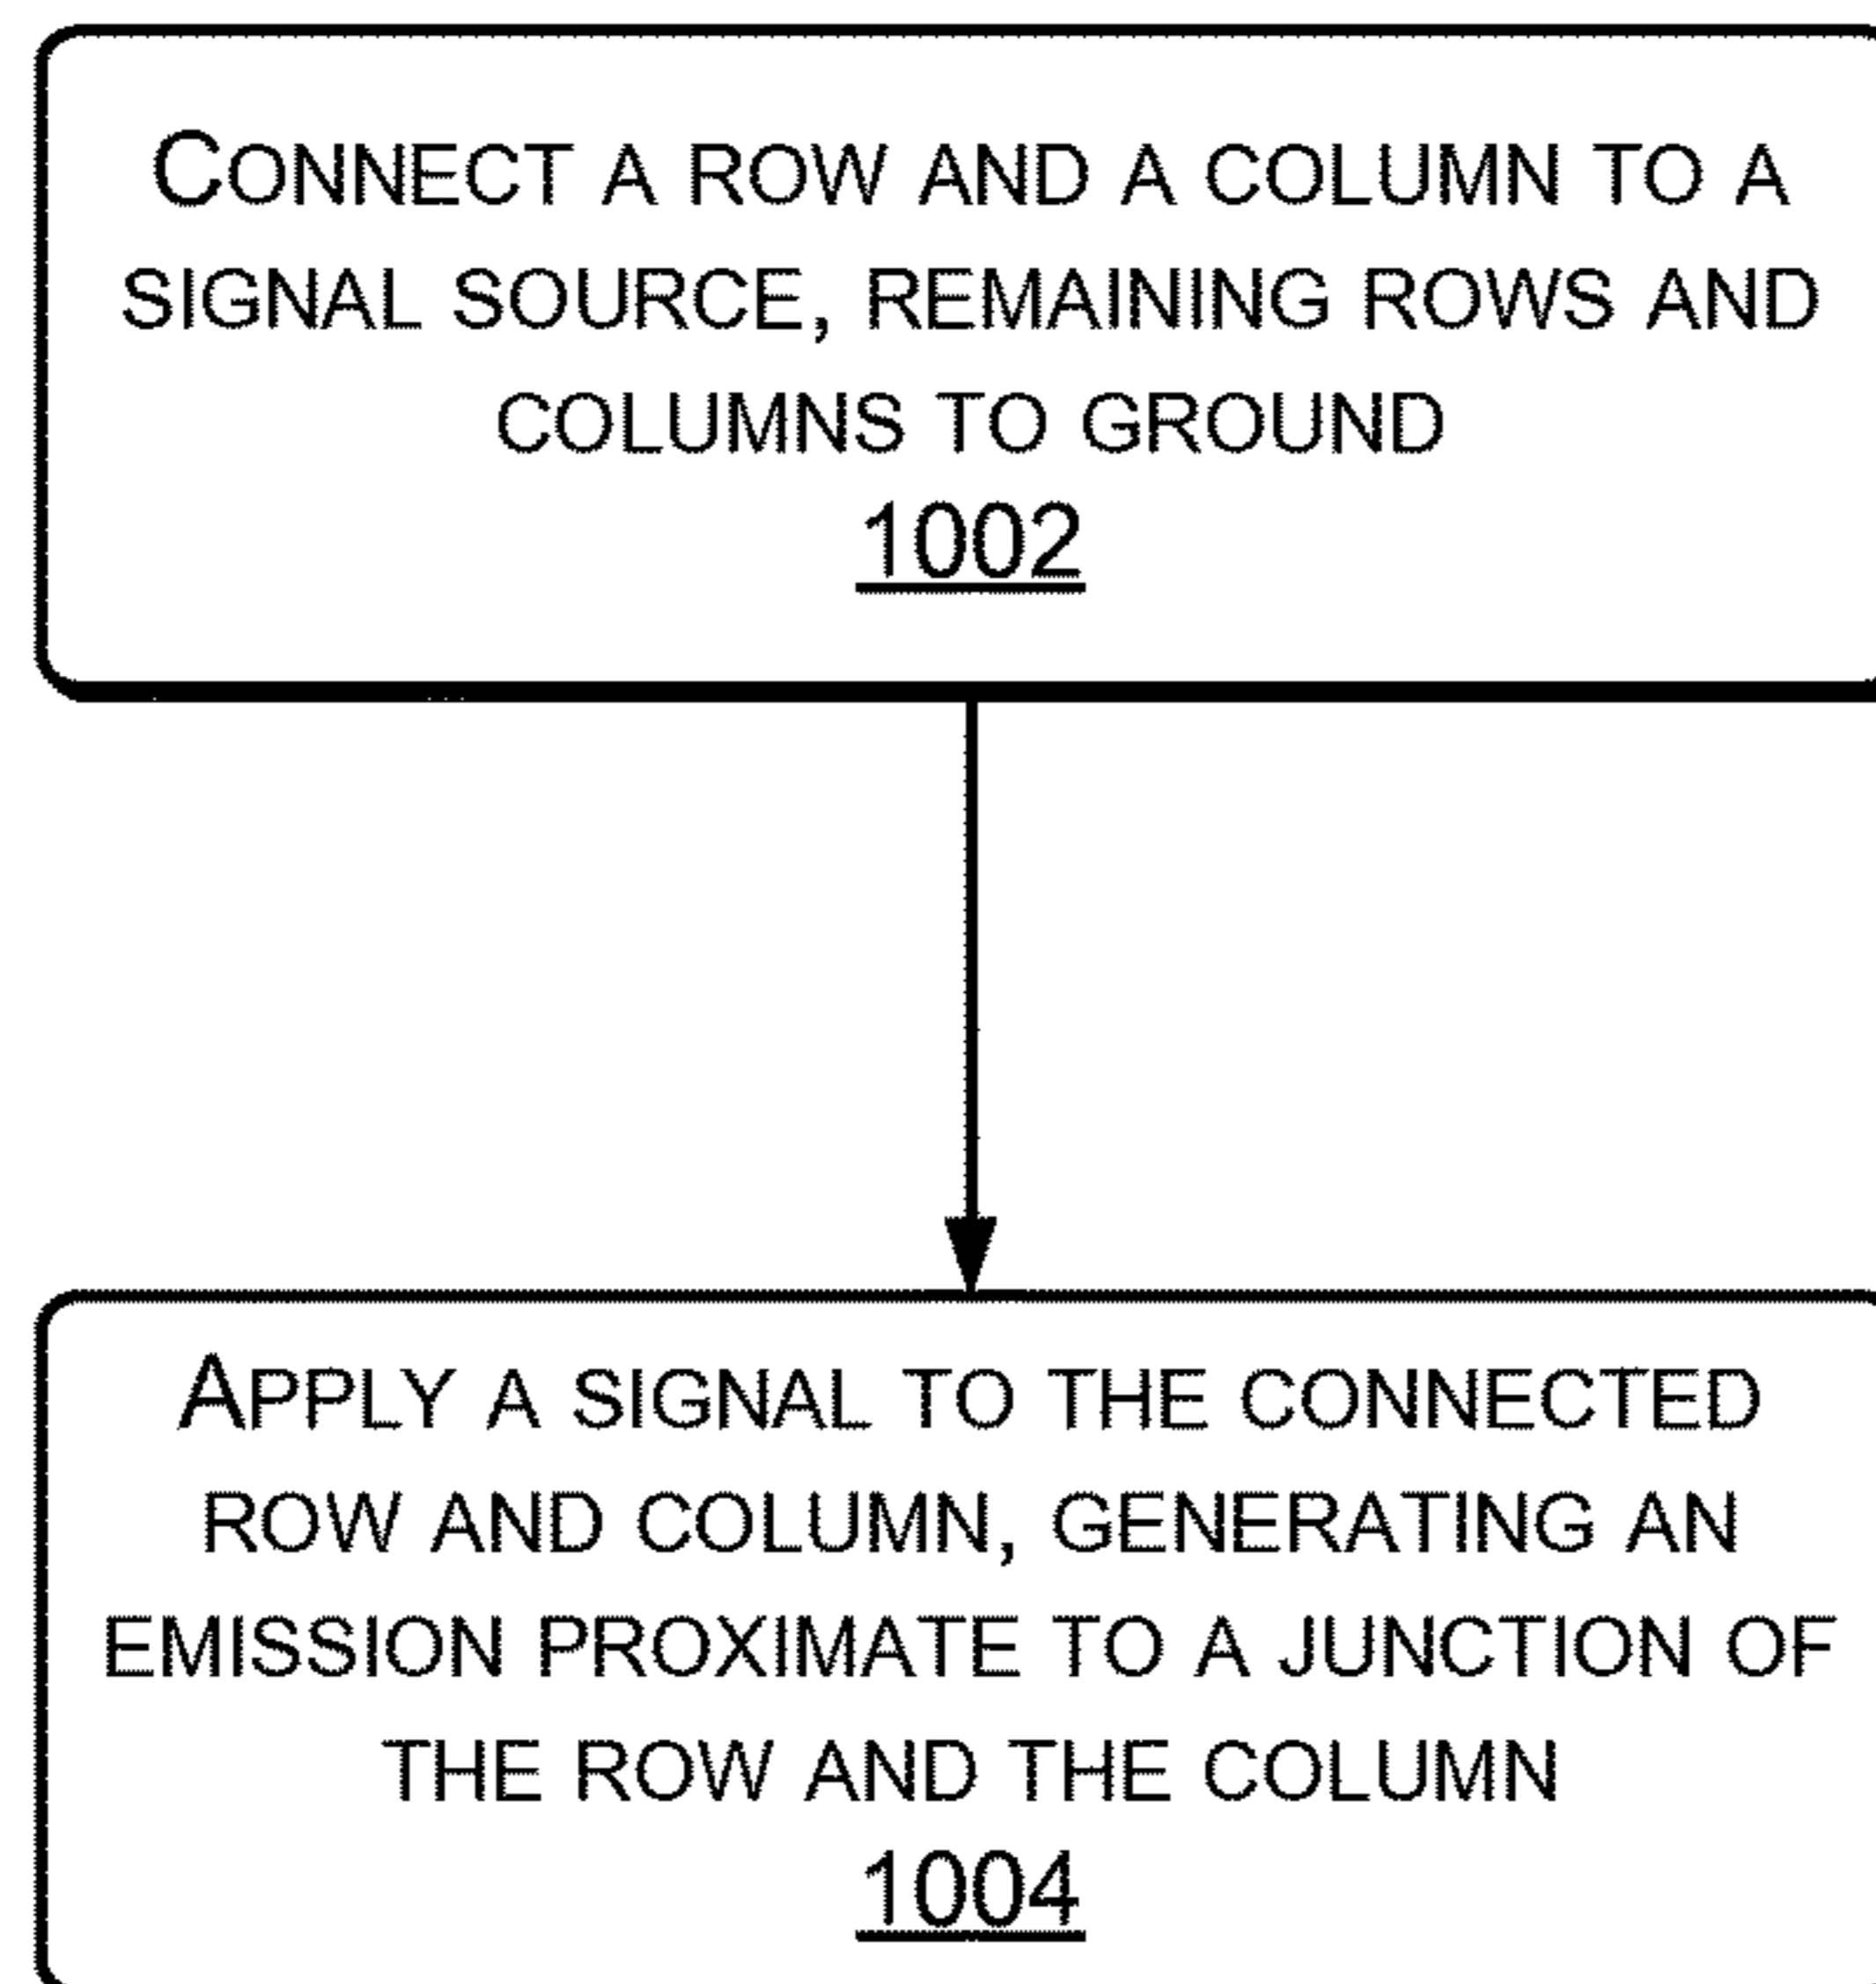 CONNECT A ROW AND A COLUMN TO A
SIGNAL SOURCE, REMAINING ROWS AND
COLUMNS TO GROUND
1002
APPLY A SIGNAL TO THE CONNECTED
ROW AND COLUMN, GENERATING AN
EMISSION PROXIMATE TO A JUNCTION OF
THE ROW AND THE COLUMN
1004